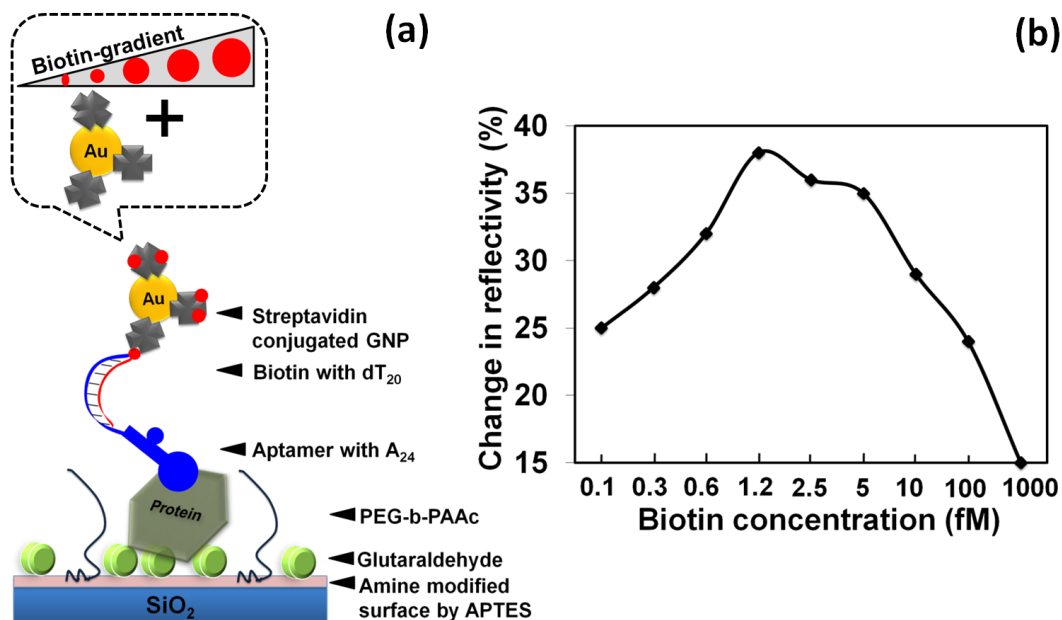 (a)
Biotin-gradient
+
Au
Au
Streptavidin
conjugated GNP
Biotin with dT₂₀
Aptamer with A₂₄
Protein
PEG-b-PAAc
Glutaraldehyde
Amine modified
surface by APTES
SiO₂
(b)
Change in reflectivity (%)
40
35
30
25
20
15
0.1 0.3 0.6 1.2 2.5 5 10 100 1000
Biotin concentration (fM)